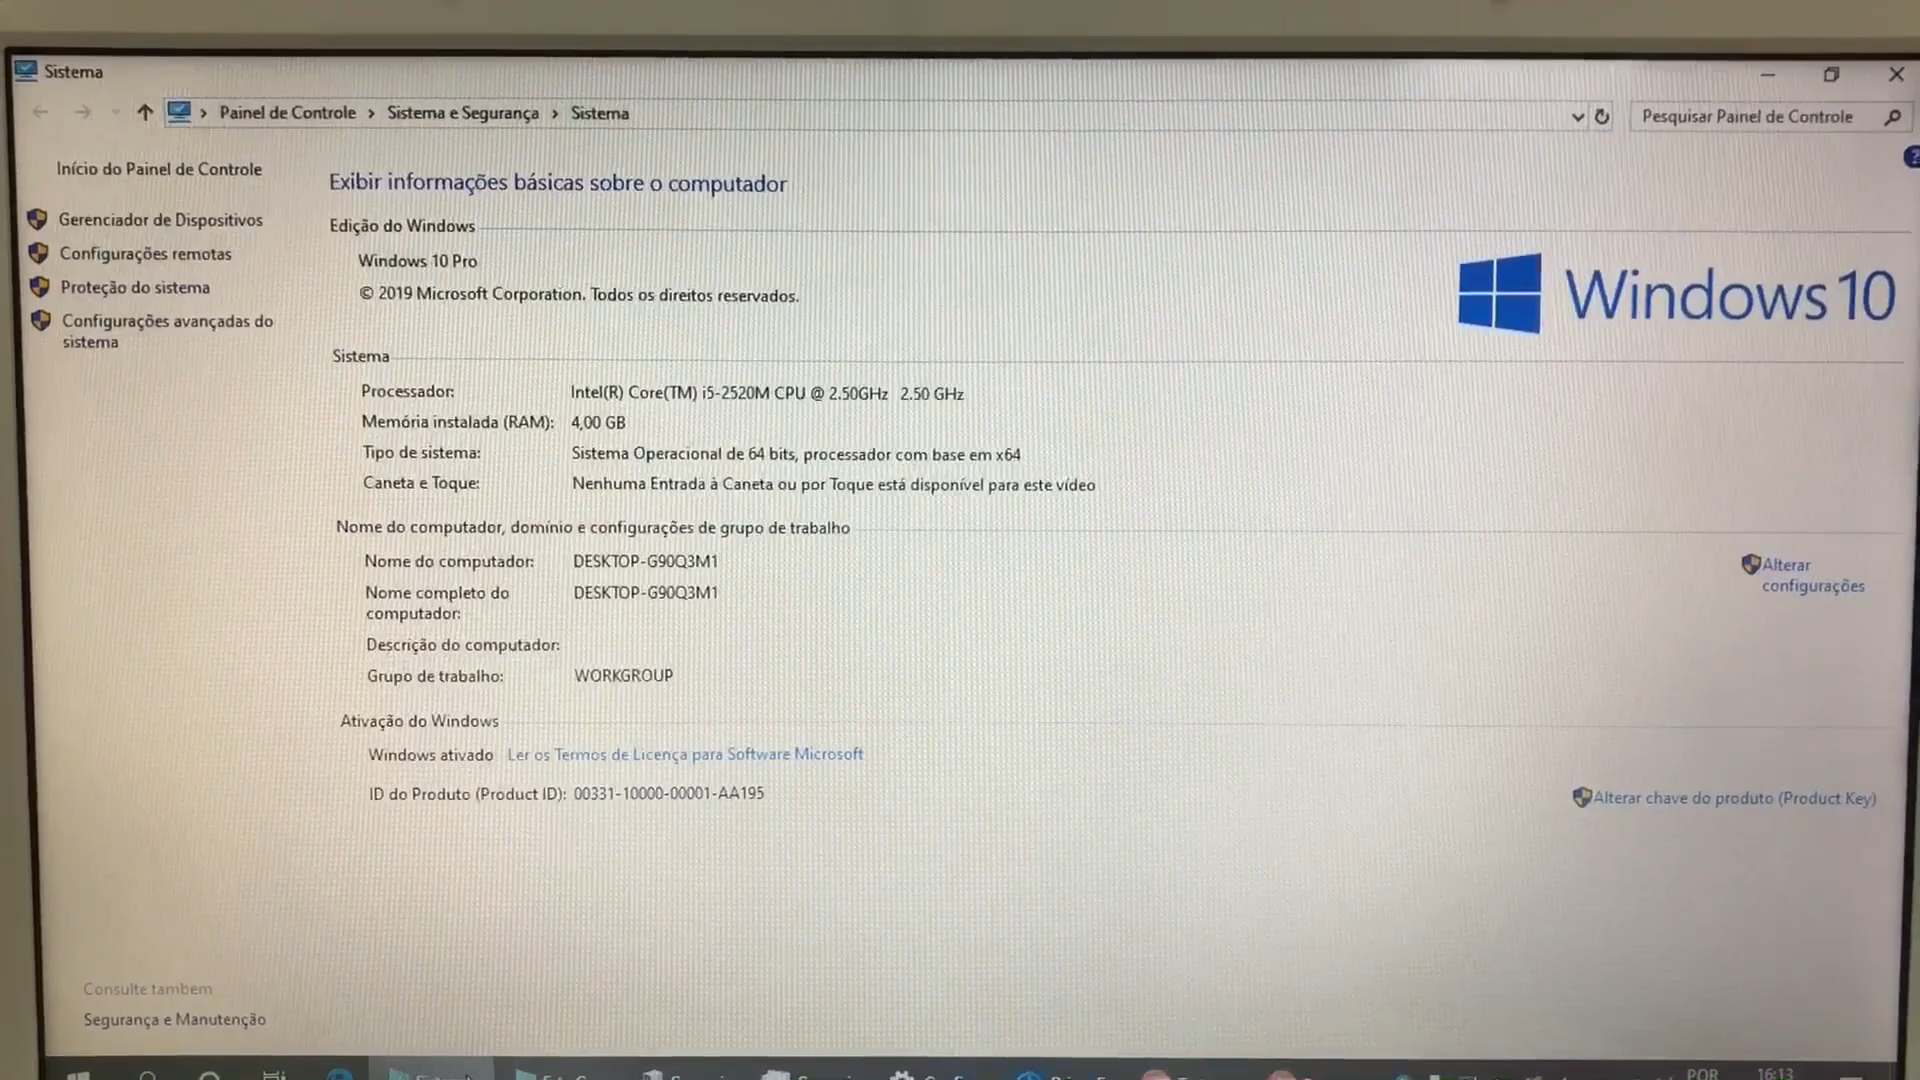 Sistema
Painel de Controle > Sistema e Segurança > Sistema
Pesquisar Painel de Controle
Início do Painel de Controle
Gerenciador de Dispositivos
Configurações remotas
Proteção do sistema
Configurações avançadas do
sistema
Exibir informações básicas sobre o computador
Edição do Windows
Windows 10 Pro
© 2019 Microsoft Corporation. Todos os direitos reservados.
Windows 10
Sistema
Processador: Intel(R) Core(TM) i5-2520M CPU @ 2.50GHz 2.50 GHz
Memória instalada (RAM): 4,00 GB
Tipo de sistema: Sistema Operacional de 64 bits, processador com base em x64
Caneta e Toque: Nenhuma Entrada à Caneta ou por Toque está disponível para este vídeo
Nome do computador, domínio e configurações de grupo de trabalho
Nome do computador: DESKTOP-G90Q3M1
Nome completo do DESKTOP-G90Q3M1
computador:
Descrição do computador:
Grupo de trabalho: WORKGROUP
Alterar
configurações
Ativação do Windows
Windows ativado Ler os Termos de Licença para Software Microsoft
ID do Produto (Product ID): 00331-10000-00001-AA195
Alterar chave do produto (Product Key)
Consulte tambem
Segurança e Manutenção
POR
16:13